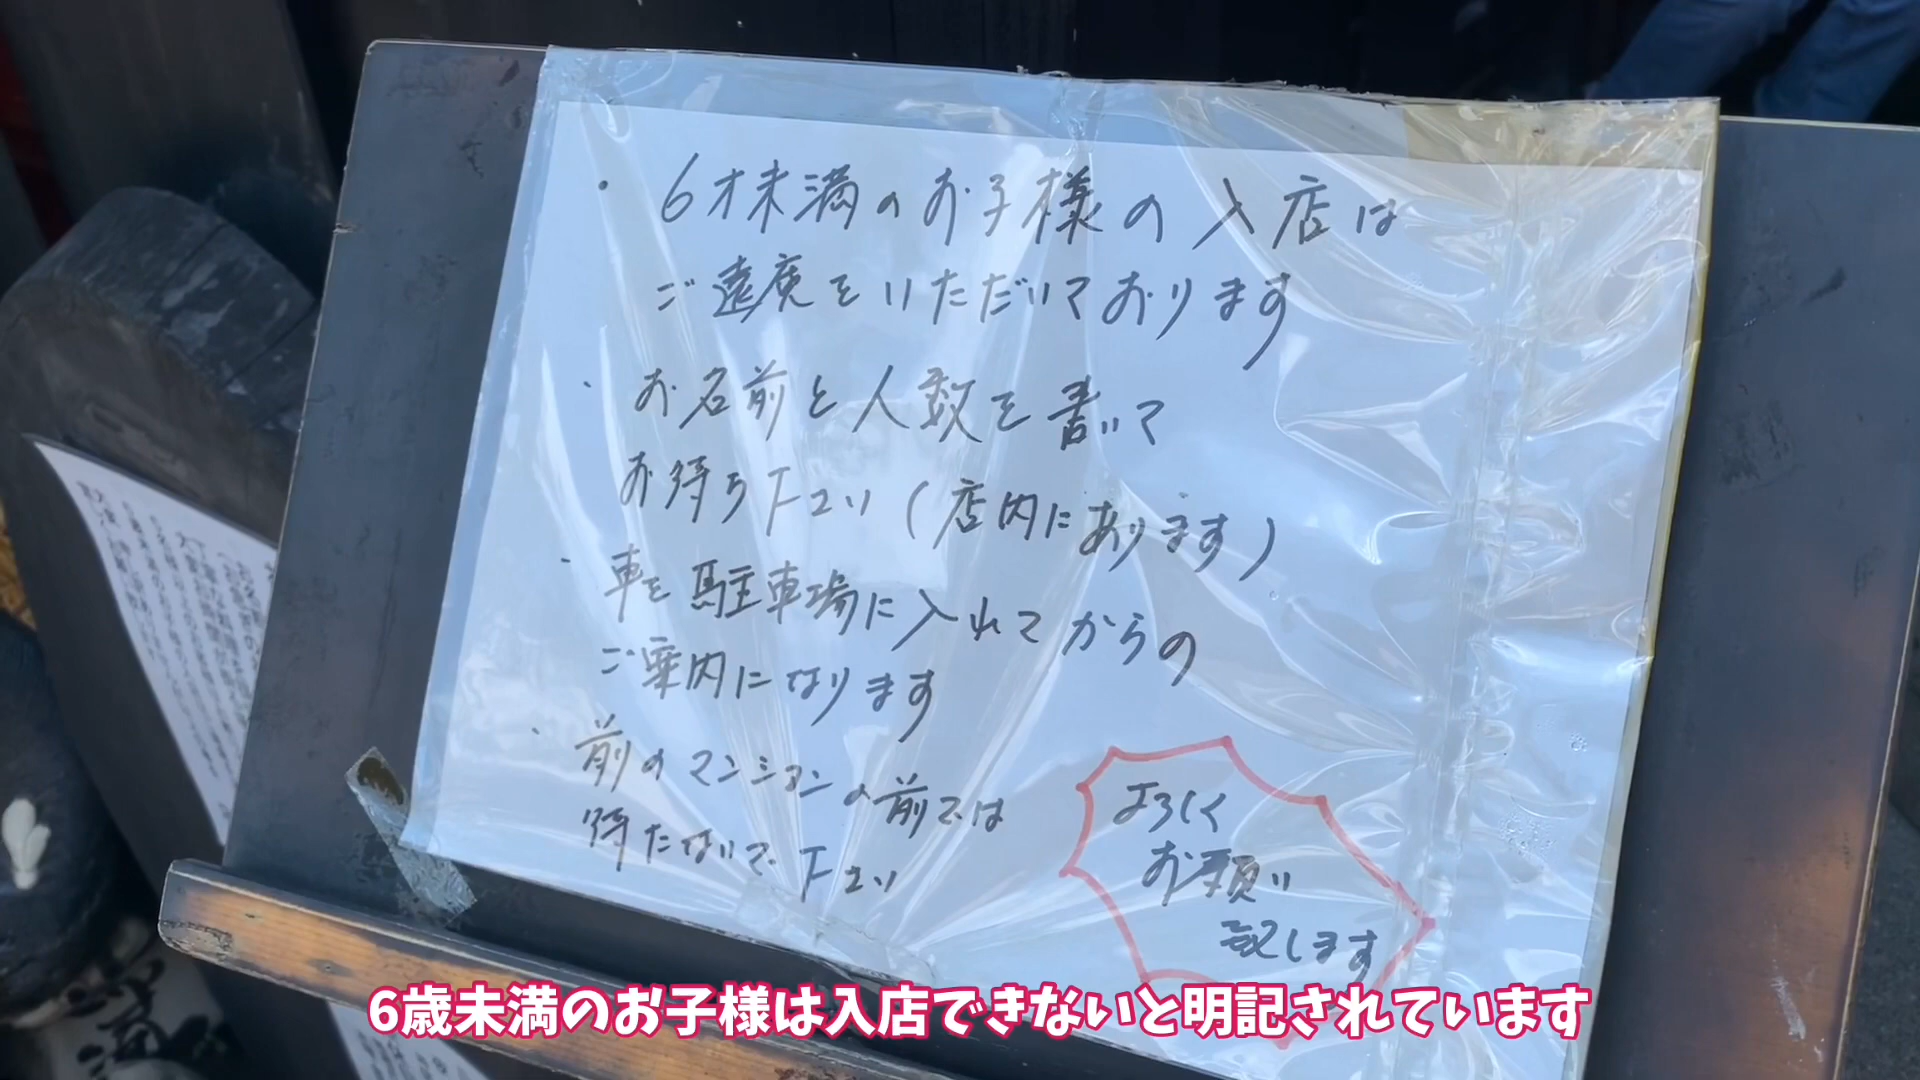 ・6才未満のお子様の入店は
ご遠慮をいただいております
・お名前と人数を書いて
お待ち下さい(店内にあります)
・車を駐車場に入れてからの
ご案内になります
・前のマンションの前では
待たないで下さい
よろしく
お願い
致します
6歳未満のお子様は入店できないと明記されています